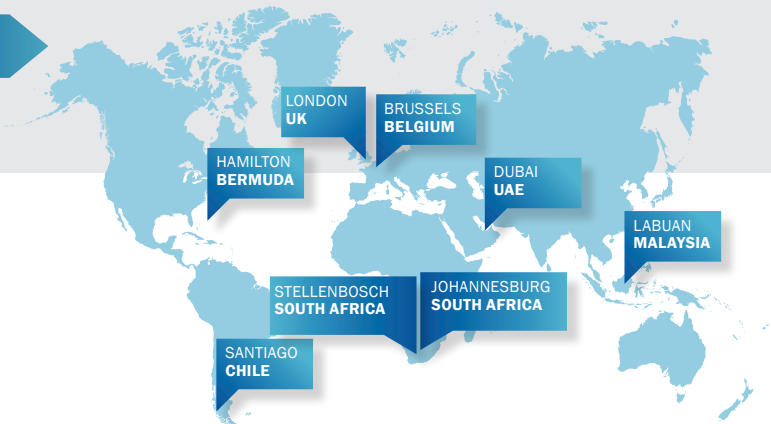 LONDON
UK
BRUSSELS
BELGIUM
HAMILTON
BERMUDA
DUBAI
UAE
LABUAN
MALAYSIA
STELLENBOSCH
SOUTH AFRICA
JOHANNESBURG
SOUTH AFRICA
SANTIAGO
CHILE